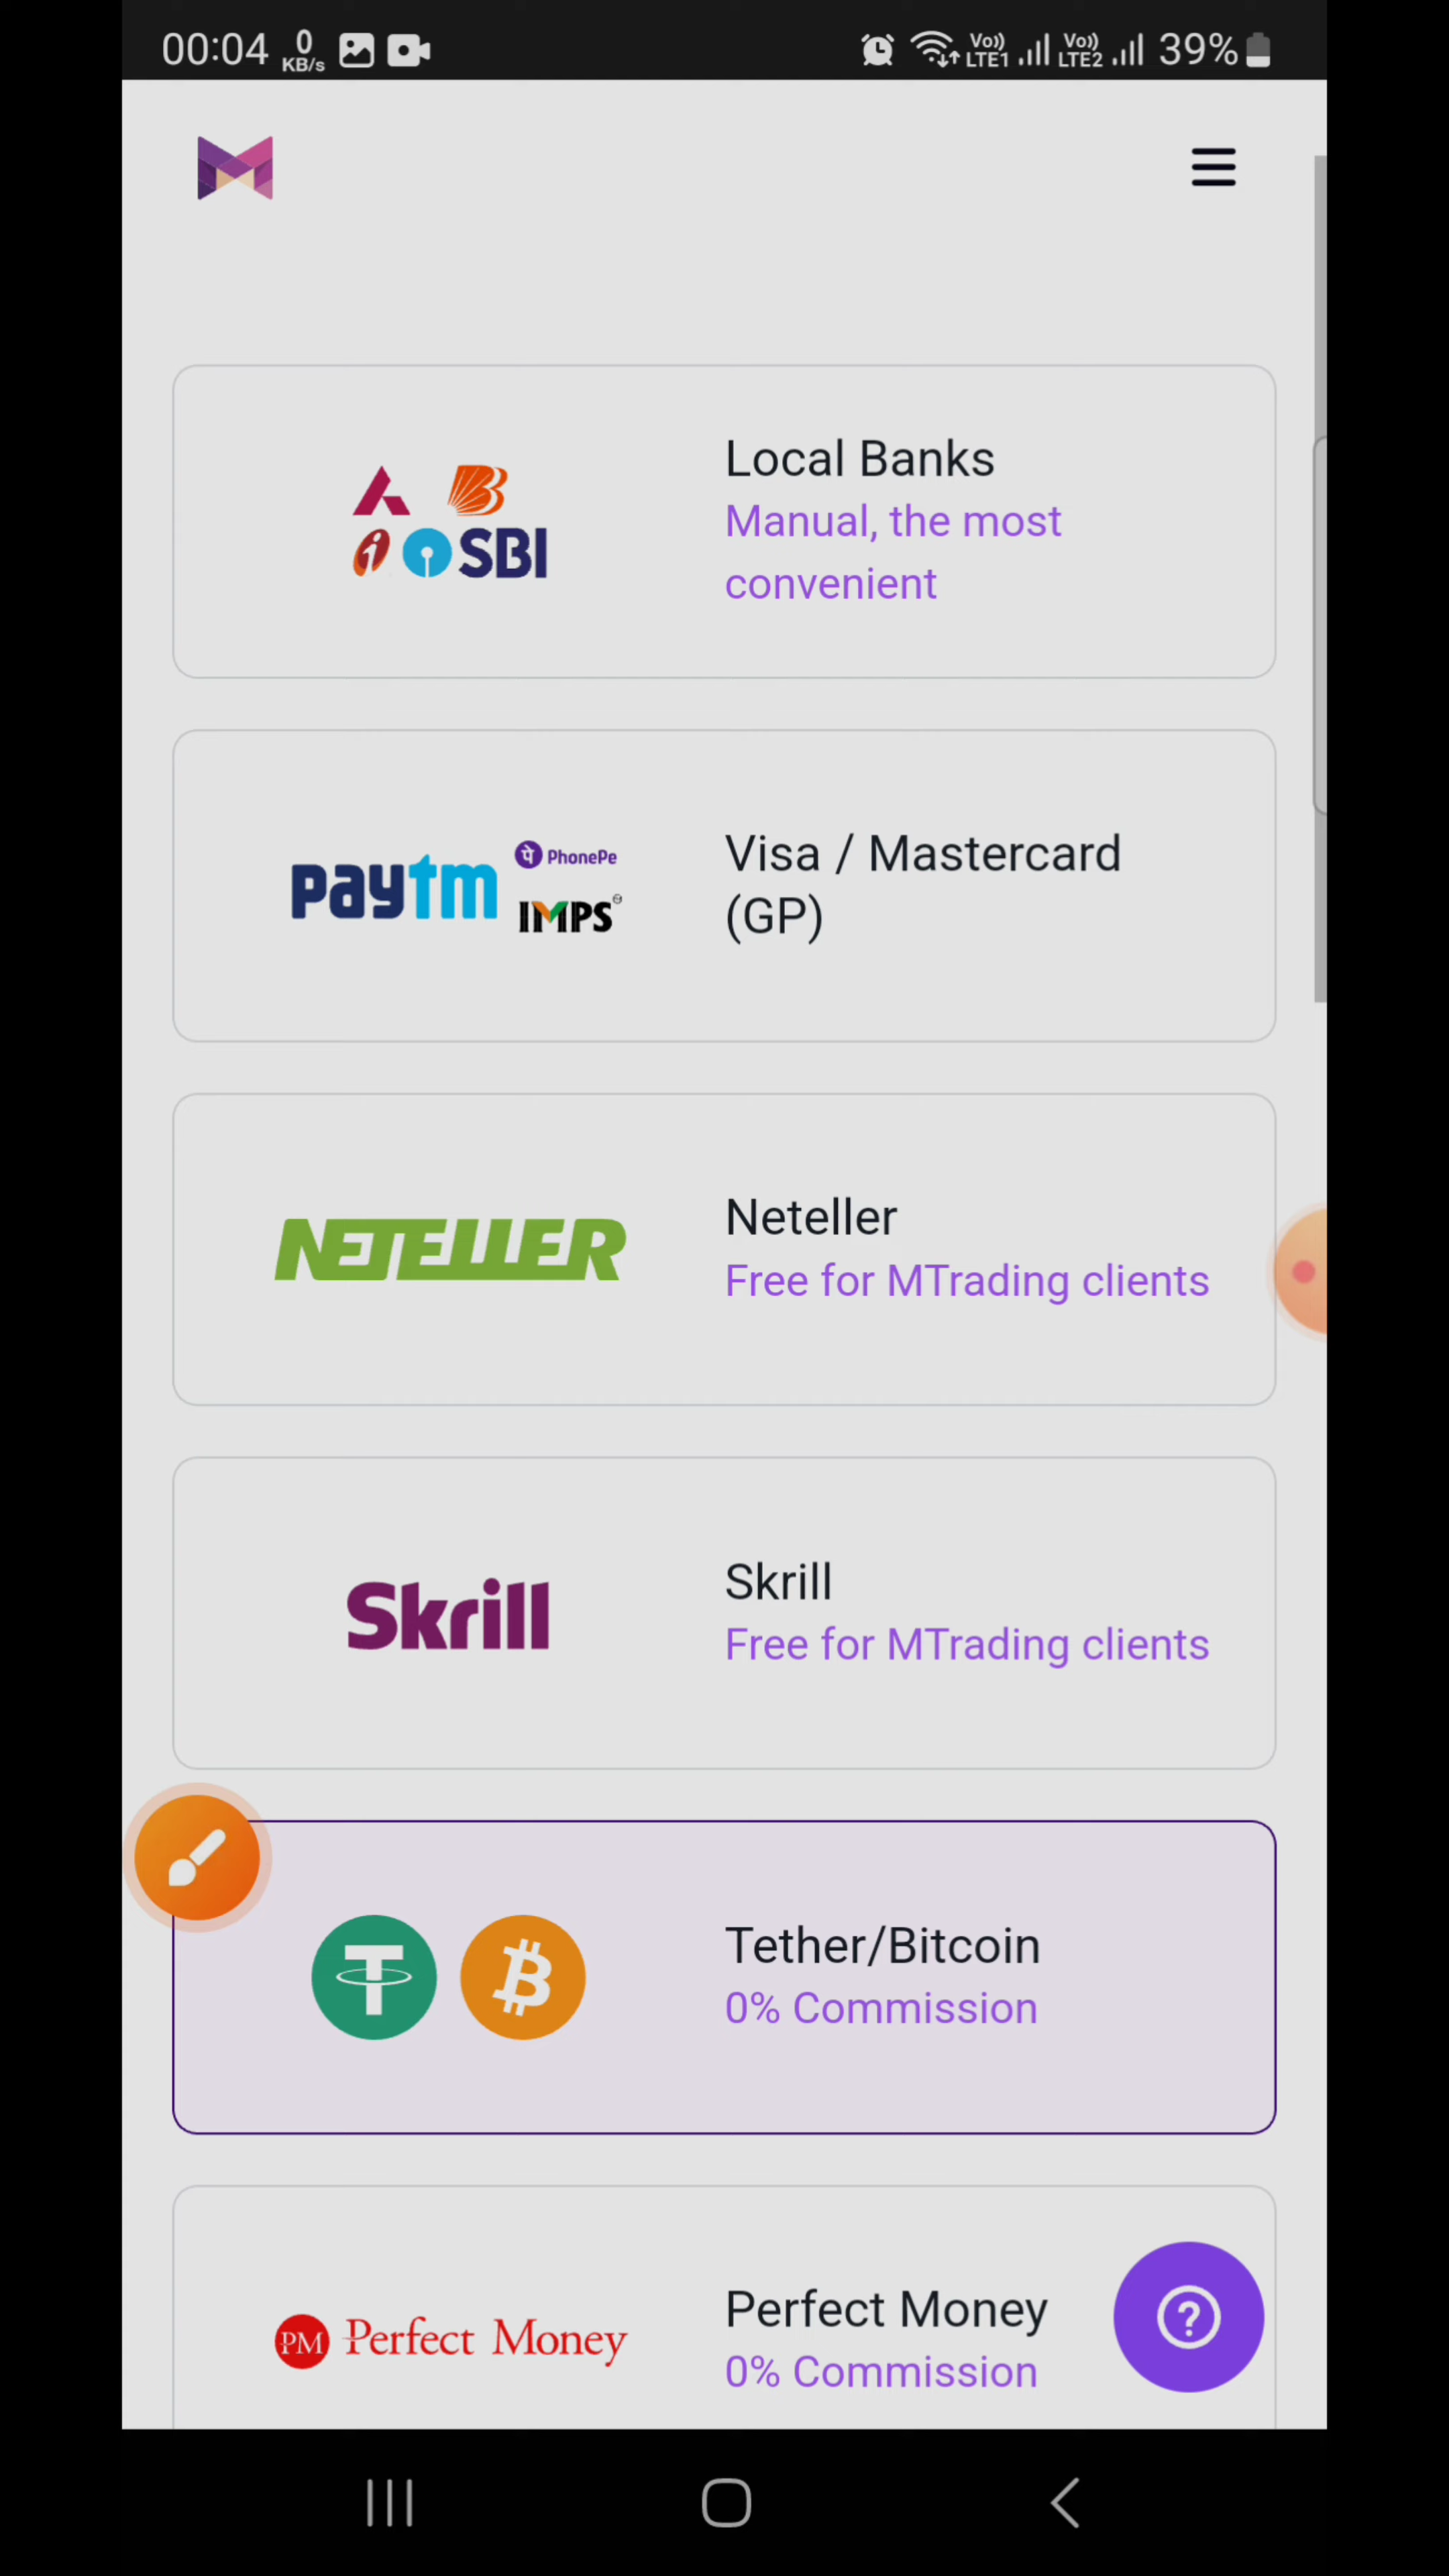 00:04 0 KB/s Vo)) LTE1 Vo)) LTE2 39%
Local Banks
Manual, the most
convenient
SBI
paytm
पे PhonePe
IMPS
Visa / Mastercard
(GP)
NETELLER
Neteller
Free for MTrading clients
Skrill
Skrill
Free for MTrading clients
Tether/Bitcoin
0% Commission
PM Perfect Money
Perfect Money
0% Commission